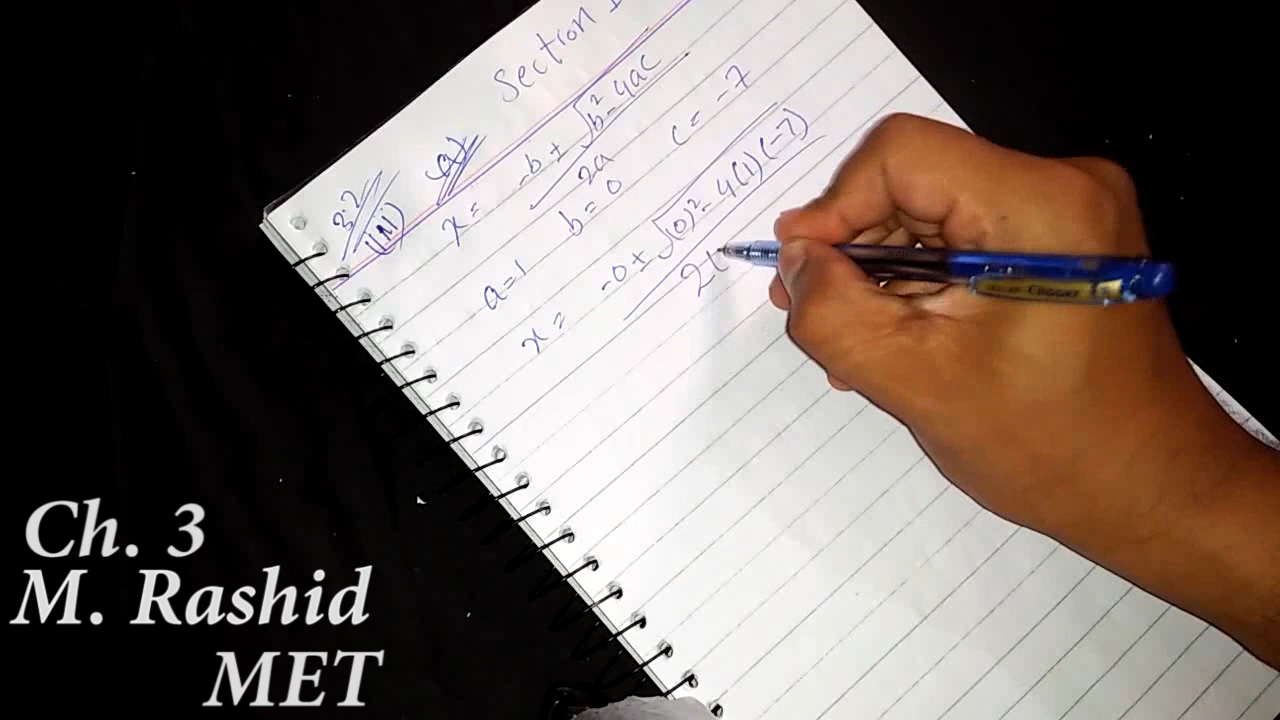 Section
3.2 (a)
(M)
x = -b ± √b² - 4ac
2a
a = 1 b = 0 c = -7
x = -0 ± √(0)² - 4(1)(-7)
2(
Ch. 3
M. Rashid
MET